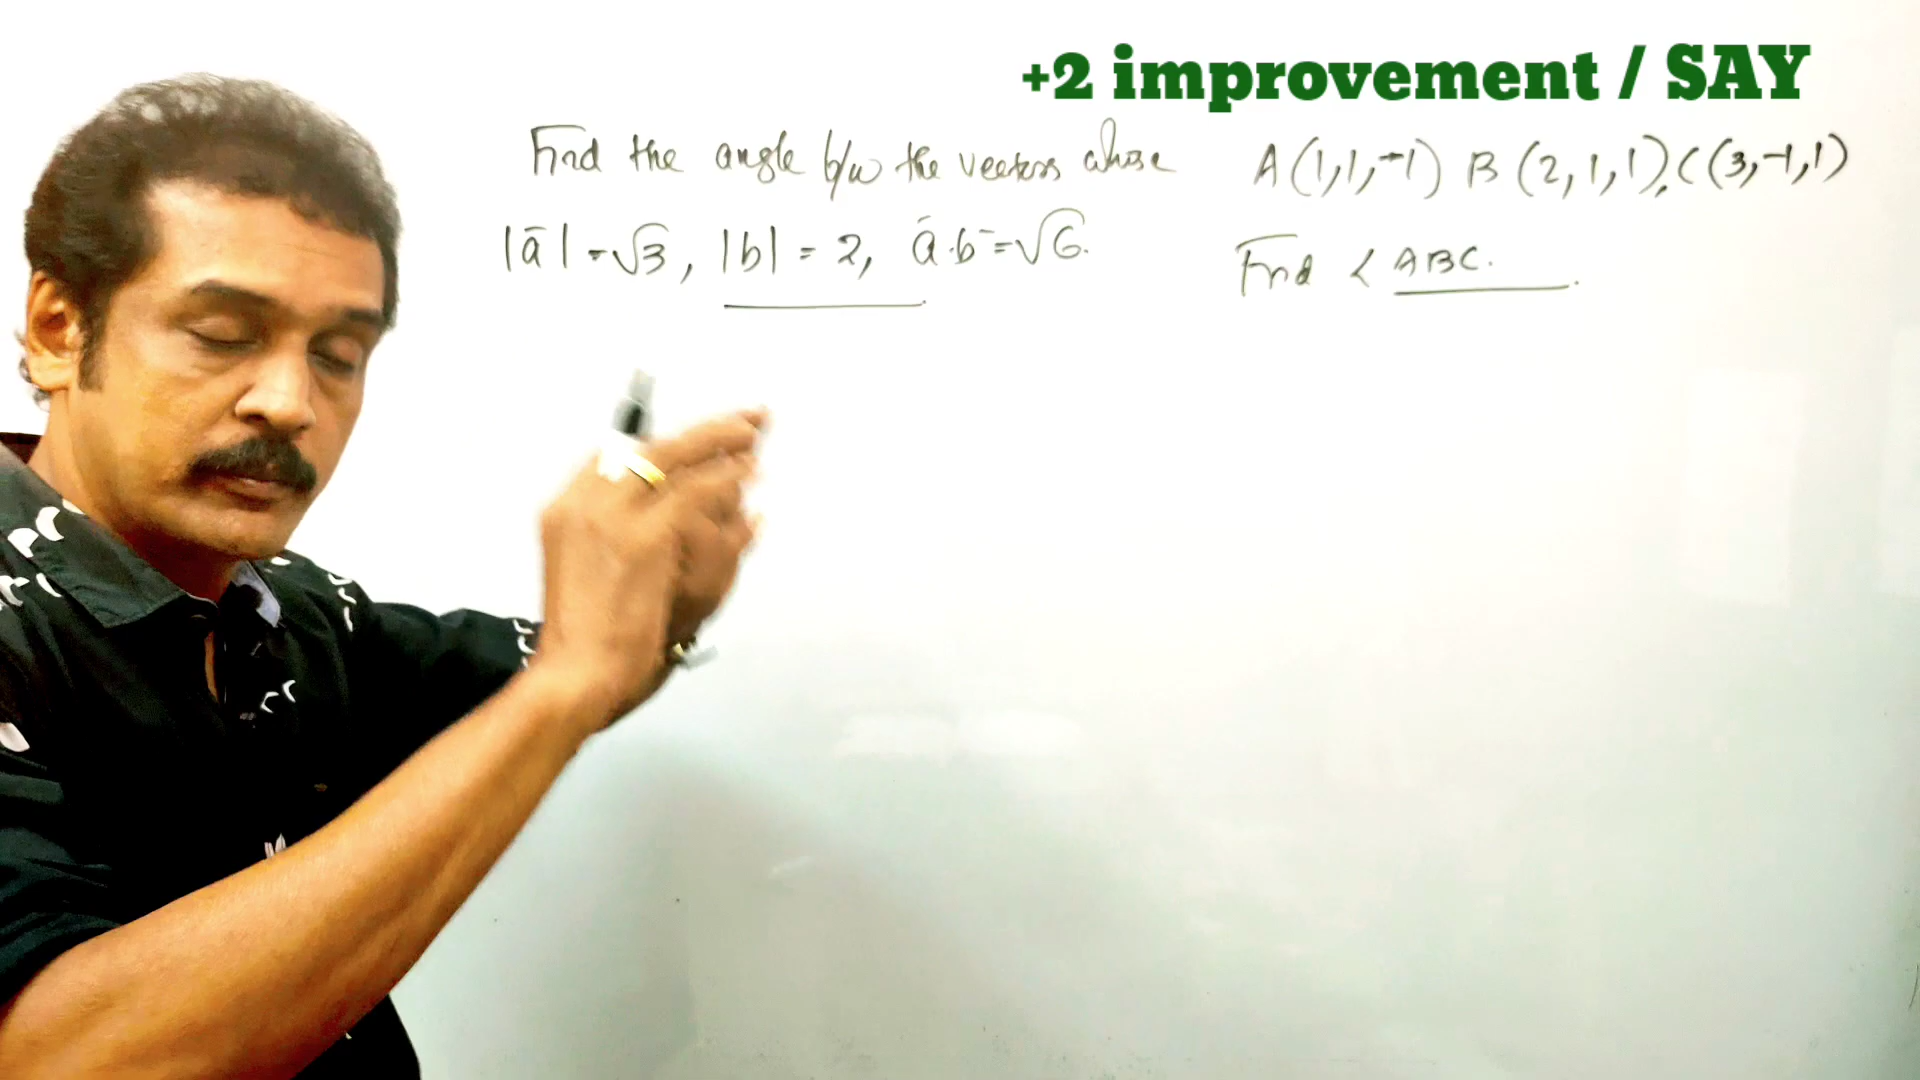 +2 improvement / SAY
Find the angle b/w the vectors whose
|a̅| = √3, |b| = 2, a̅.b̅ = √6.
A(1,1,-1) B(2,1,1), C(3,-1,1)
Find < ABC.